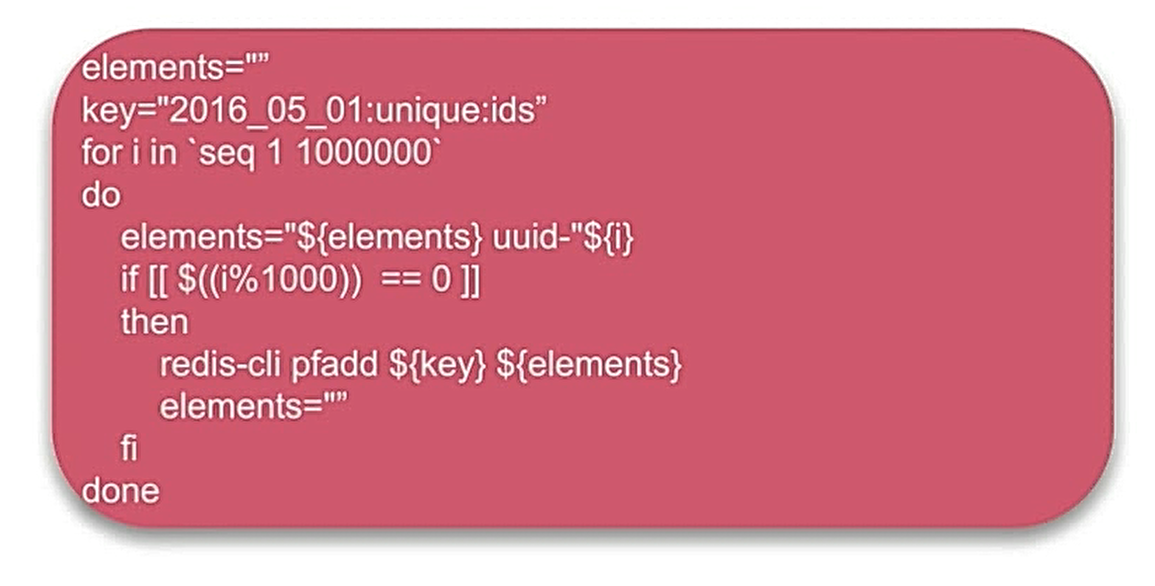 elements="”
key="2016_05_01:unique:ids”
for i in `seq 1 1000000`
do
elements="${elements} uuid-"${i}
if [[ $((i%1000))  == 0 ]]
then
redis-cli pfadd ${key} ${elements}
elements="”
fi
done